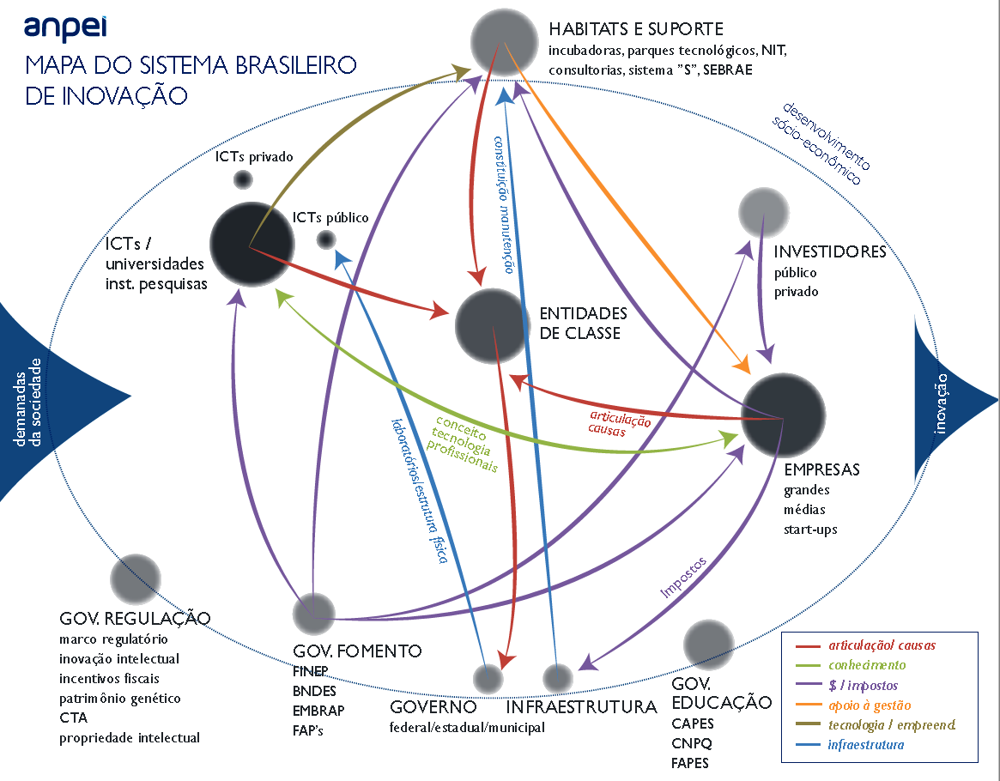 anpei
MAPA DO SISTEMA BRASILEIRO
DE INOVAÇÃO
HABITATS E SUPORTE
incubadoras, parques tecnológicos, NIT,
consultorias, sistema ”S”, SEBRAE
desenvolvimento
sócio-econômico
ICTs privado
ICTs público
ICTs /
universidades
inst. pesquisas
constituição manutenção
INVESTIDORES
público
privado
ENTIDADES
DE CLASSE
demanadas
da sociedade
inovação
articulação
causas
conceito
tecnologia
profissionais
laboratórios/estrutura física
EMPRESAS
grandes
médias
start-ups
Impostos
GOV. REGULAÇÃO
marco regulatório
inovação intelectual
incentivos fiscais
patrimônio genético
CTA
propriedade intelectual
GOV. FOMENTO
FINEP
BNDES
EMBRAP
FAP’s
GOVERNO
federal/estadual/municipal
INFRAESTRUTURA
GOV.
EDUCAÇÃO
CAPES
CNPQ
FAPES
articulação/ causas
conhecimento
$ / impostos
apoio à gestão
tecnologia / empreend.
infraestrutura